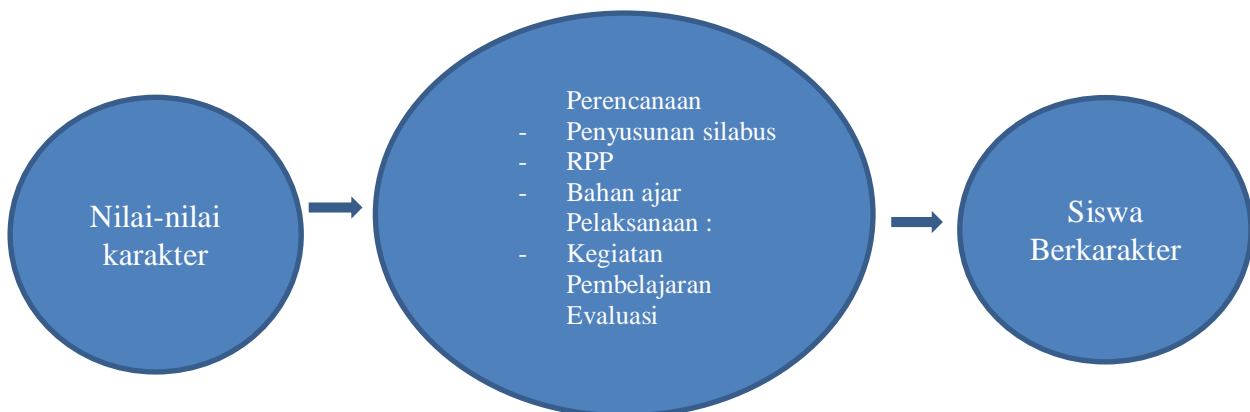 Nilai-nilai
karakter
Perencanaan
- Penyusunan silabus
- RPP
- Bahan ajar
Pelaksanaan :
- Kegiatan
Pembelajaran
Evaluasi
Siswa
Berkarakter